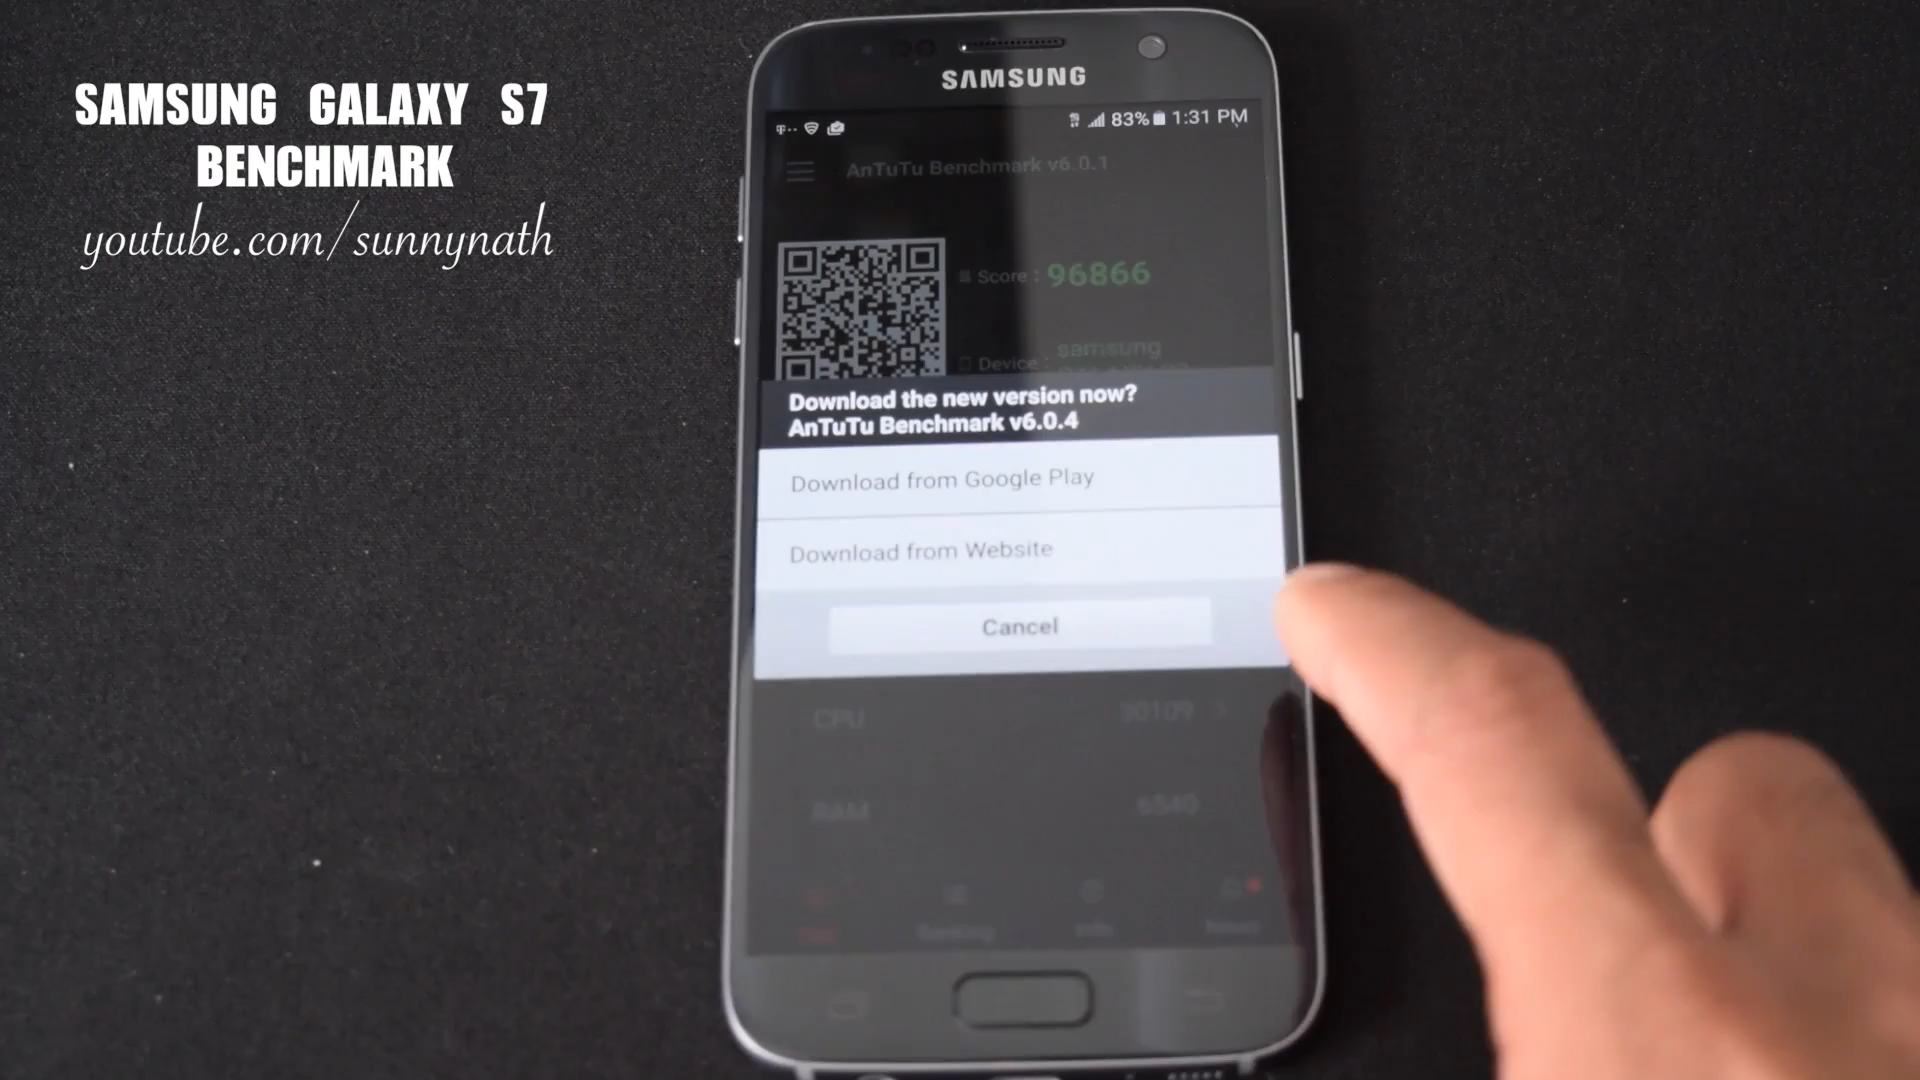 SAMSUNG GALAXY S7
BENCHMARK
youtube.com/sunnynath
SAMSUNG
83% 1:31 PM
AnTuTu Benchmark v6.0.1
Score : 96866
Device : samsung
Download the new version now?
AnTuTu Benchmark v6.0.4
Download from Google Play
Download from Website
Cancel
CPU
RAM